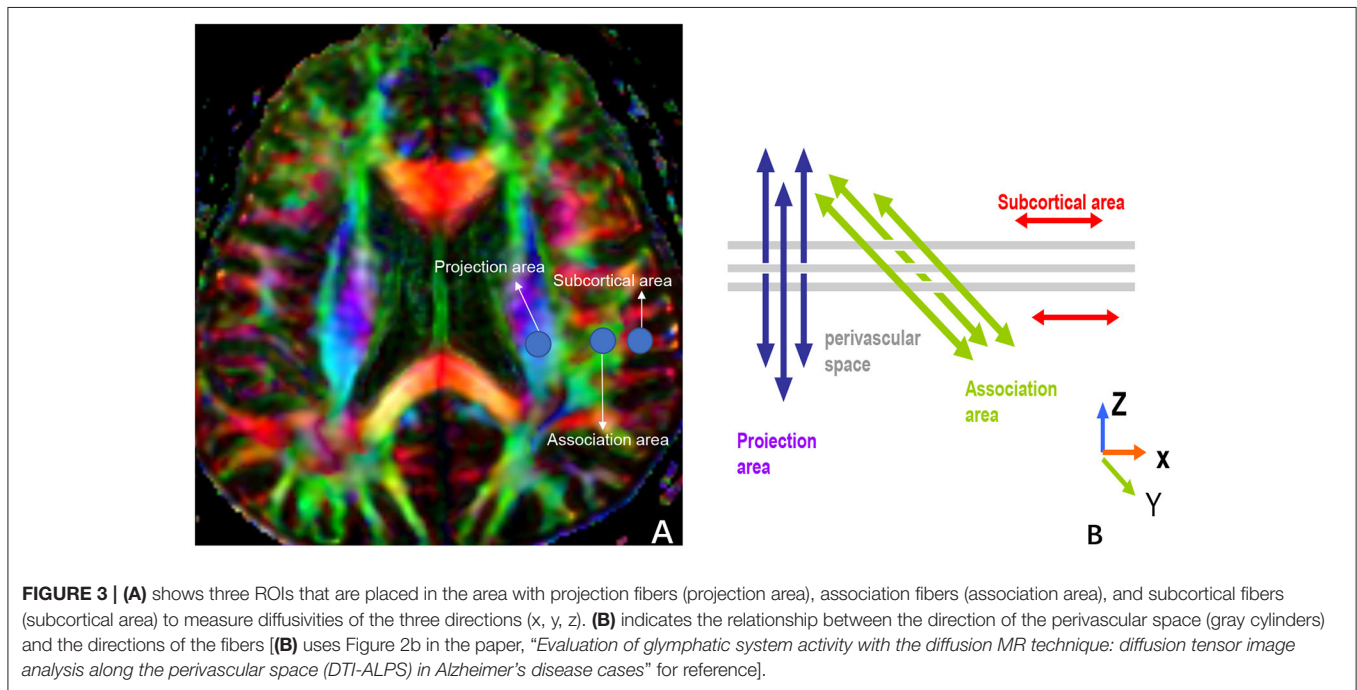 Projection area
Subcortical area
Association area
A
Subcortical area
perivascular
space
Association
area
Proiection
area
Z
x
Y
B
FIGURE 3 | (A) shows three ROIs that are placed in the area with projection fibers (projection area), association fibers (association area), and subcortical fibers
(subcortical area) to measure diffusivities of the three directions (x, y, z). (B) indicates the relationship between the direction of the perivascular space (gray cylinders)
and the directions of the fibers [(B) uses Figure 2b in the paper, “Evaluation of glymphatic system activity with the diffusion MR technique: diffusion tensor image
analysis along the perivascular space (DTI-ALPS) in Alzheimer’s disease cases” for reference].